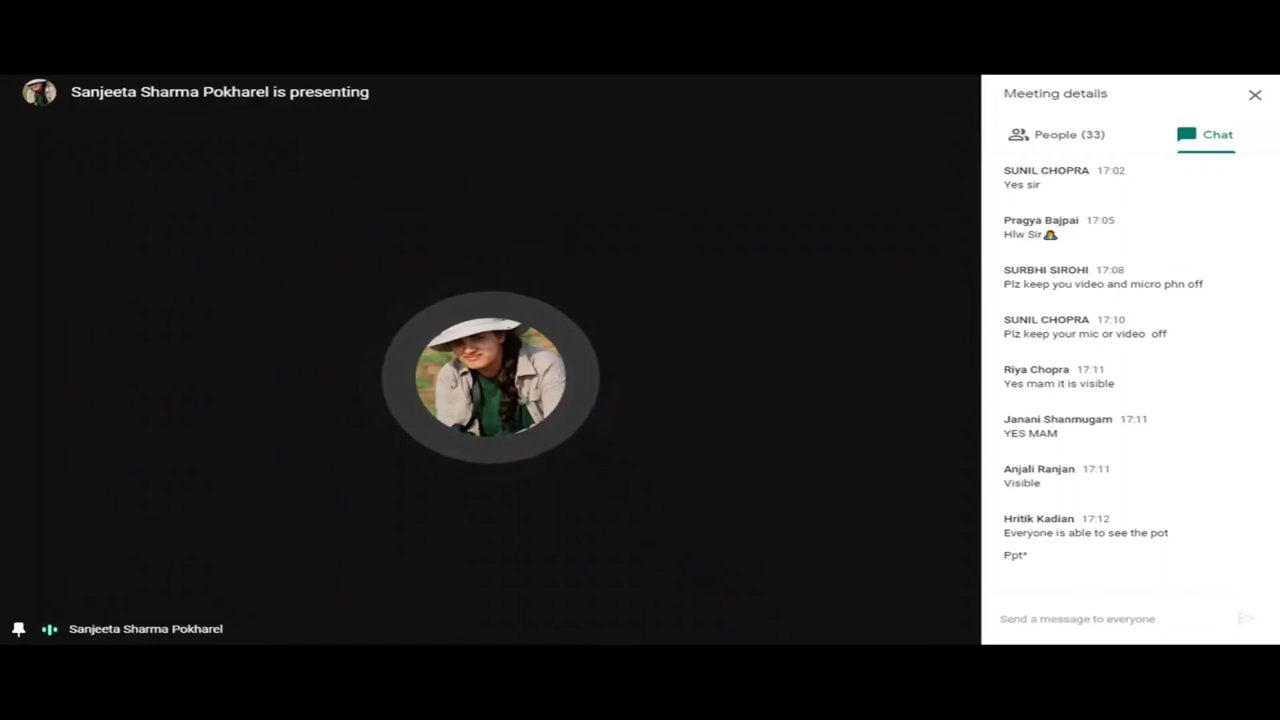 Sanjeeta Sharma Pokharel is presenting
Meeting details
People (33)
Chat
SUNIL CHOPRA 17:02
Yes sir
Pragya Bajpai 17:05
Hlw Sir🙇
SURBHI SIROHI 17:08
Plz keep you video and micro phn off
SUNIL CHOPRA 17:10
Plz keep your mic or video off
Riya Chopra 17:11
Yes mam it is visible
Janani Shanmugam 17:11
YES MAM
Anjali Ranjan 17:11
Visible
Hritik Kadian 17:12
Everyone is able to see the pot
Ppt*
Send a message to everyone
Sanjeeta Sharma Pokharel